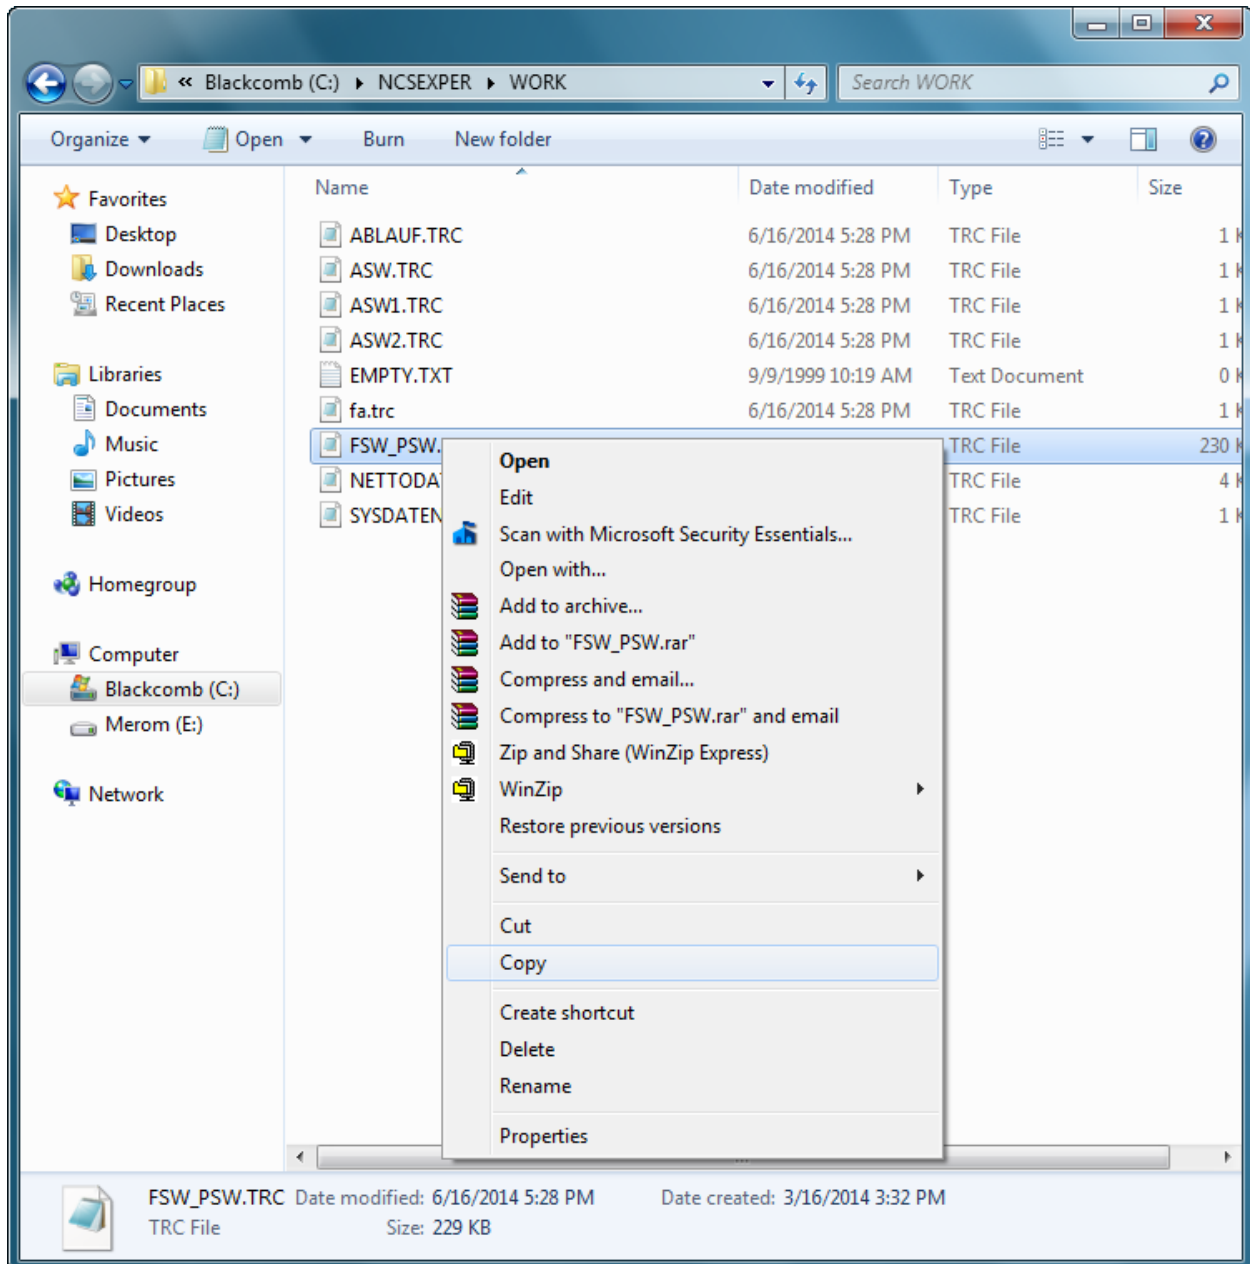 « Blackcomb (C:) NCSEXPER WORK Search WORK
Organize Open Burn New folder
Name Date modified Type Size
Favorites
Desktop
Downloads
Recent Places
Libraries
Documents
Music
Pictures
Videos
Homegroup
Computer
Blackcomb (C:)
Merom (E:)
Network
ABLAUF.TRC 6/16/2014 5:28 PM TRC File 1
ASW.TRC 6/16/2014 5:28 PM TRC File 1
ASW1.TRC 6/16/2014 5:28 PM TRC File 1
ASW2.TRC 6/16/2014 5:28 PM TRC File 1
EMPTY.TXT 9/9/1999 10:19 AM Text Document 0
fa.trc 6/16/2014 5:28 PM TRC File 1
FSW_PSW. TRC File 230
NETTODA TRC File 4
SYSDATEN TRC File 1
Open
Edit
Scan with Microsoft Security Essentials...
Open with...
Add to archive...
Add to "FSW_PSW.rar"
Compress and email...
Compress to "FSW_PSW.rar" and email
Zip and Share (WinZip Express)
WinZip
Restore previous versions
Send to
Cut
Copy
Create shortcut
Delete
Rename
Properties
FSW_PSW.TRC Date modified: 6/16/2014 5:28 PM Date created: 3/16/2014 3:32 PM
TRC File Size: 229 KB